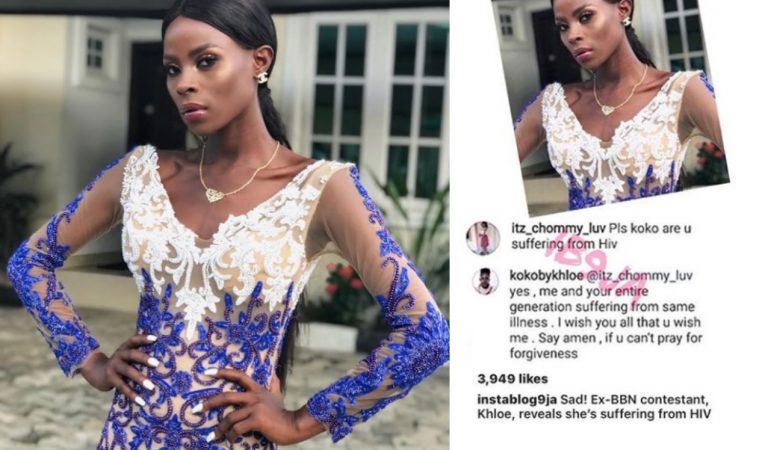 itz_chommy_luv Pls koko are u
suffering from Hiv
kokobykhloe @itz_chommy_luv
yes , me and your entire
generation suffering from same
illness . I wish you all that u wish
me . Say amen , if u can't pray for
forgiveness
3,949 likes
instablog9ja Sad! Ex-BBN contestant,
Khloe, reveals she's suffering from HIV